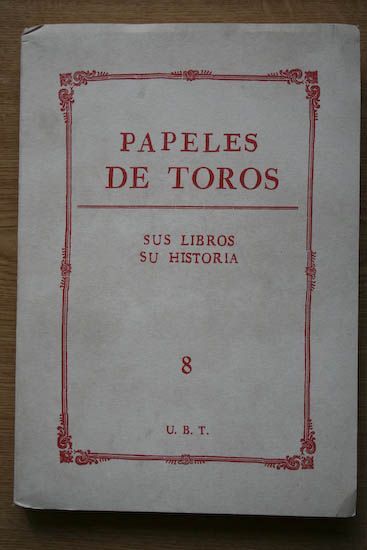 PAPELES
DE TOROS
SUS LIBROS
SU HISTORIA
8
U. B. T.